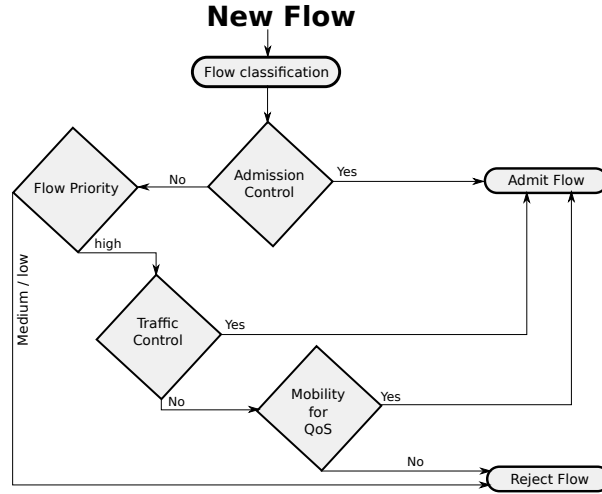 New Flow
Flow classification
Admission
Control
Yes
Admit Flow
No
Flow Priority
high
Medium / low
Traffic
Control
Yes
No
Mobility
for
QoS
Yes
No
Reject Flow